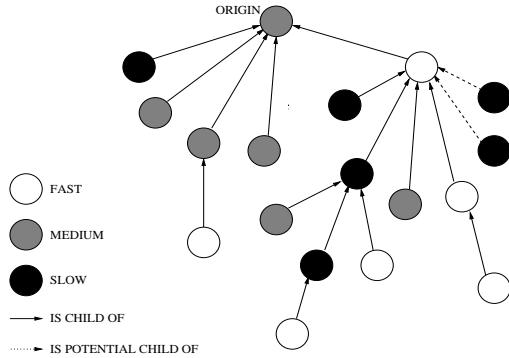 ORIGIN
FAST
MEDIUM
SLOW
IS CHILD OF
IS POTENTIAL CHILD OF